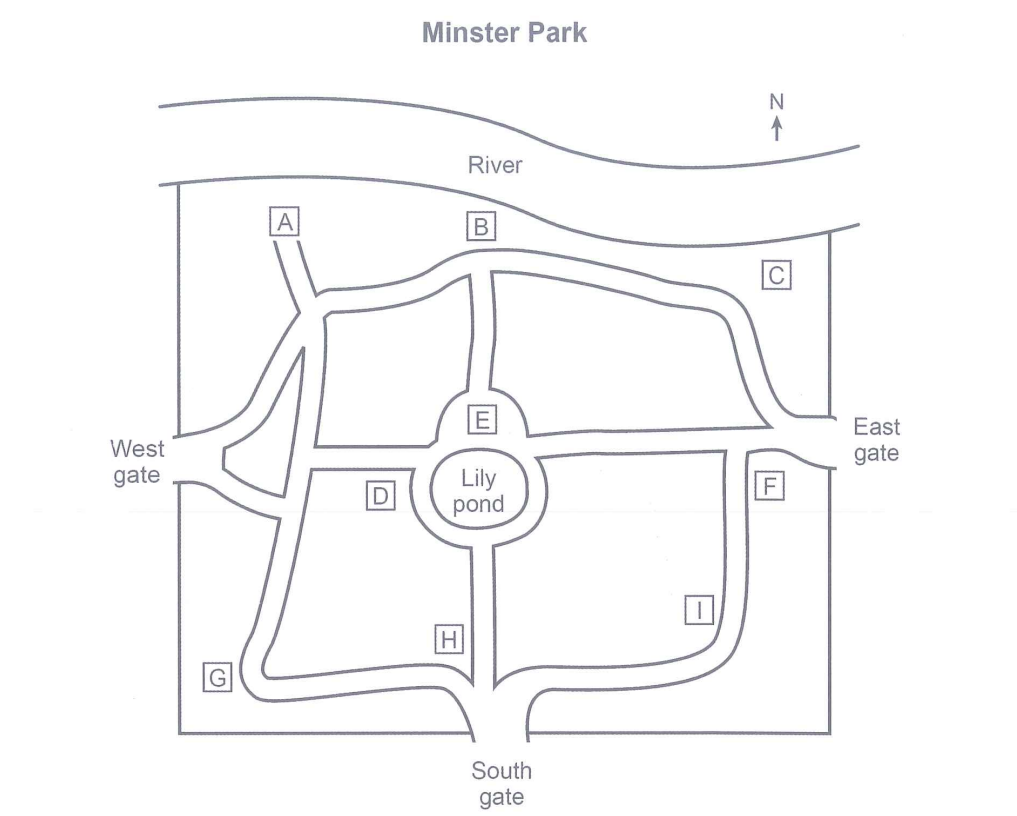 Minster Park
N
River
A
B
C
West
gate
East
gate
E
Lily
pond
D
F
I
H
G
South
gate